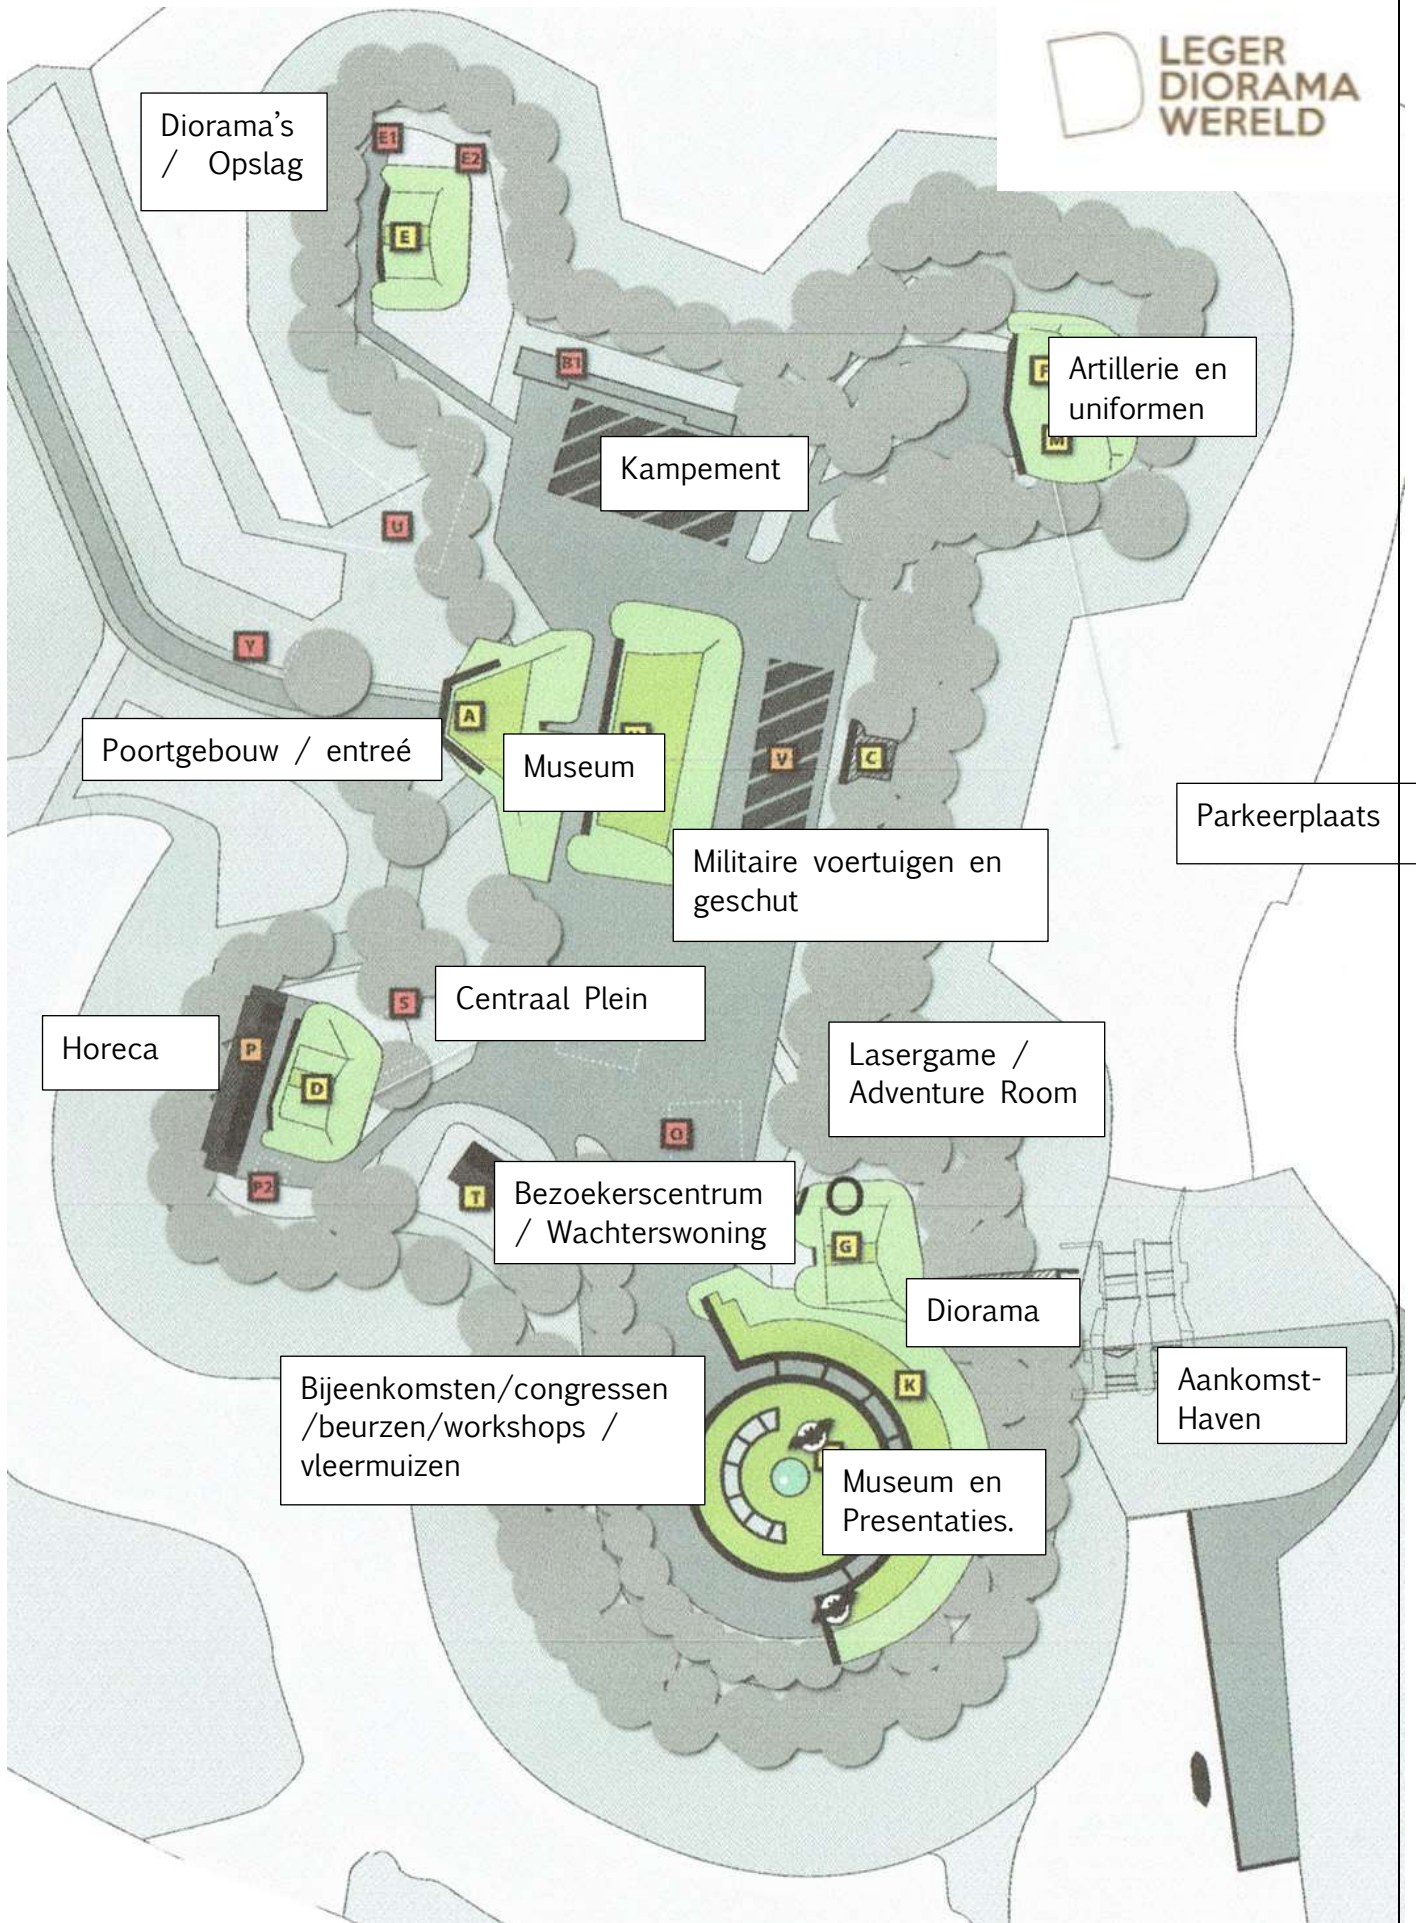 LEGER
DIORAMA
WERELD
Diorama's
/ Opslag
E1
E2
E
B1
Artillerie en
uniformen
F
M
Kampement
U
Y
A
Poortgebouw / entreé
Museum
V
C
Parkeerplaats
Militaire voertuigen en
geschut
S
Centraal Plein
Horeca
P
D
Lasergame /
Adventure Room
P2
T
Bezoekerscentrum
/ Wachterswoning
O
G
Diorama
K
Aankomst-
Haven
Bijeenkomsten/congressen
/beurzen/workshops /
vleermuizen
Museum en
Presentaties.